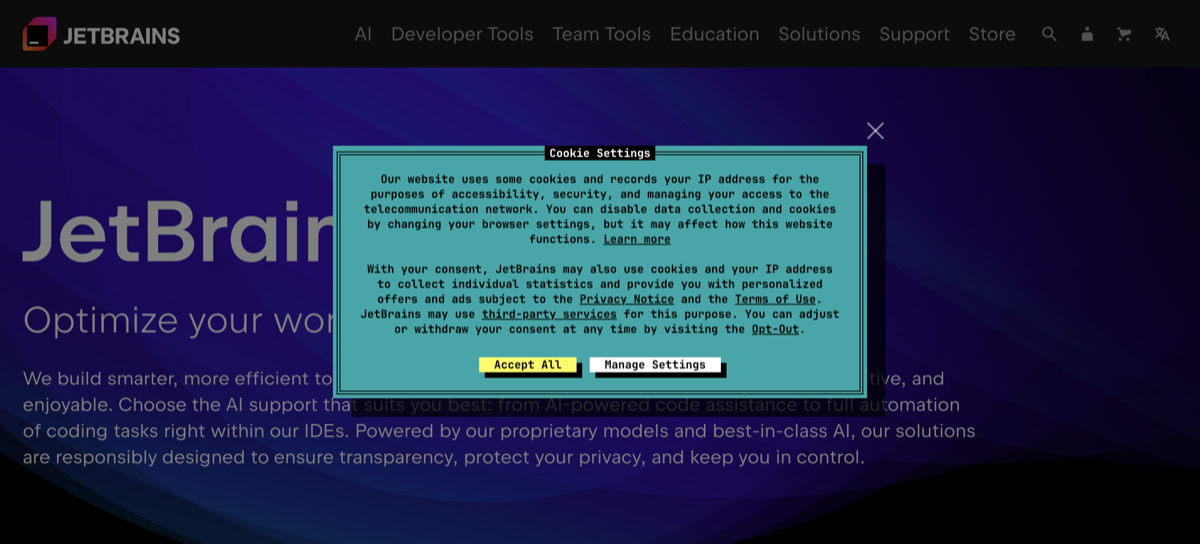 JETBRAINS
AI Developer Tools Team Tools Education Solutions Support Store
Cookie Settings
Our website uses some cookies and records your IP address for the
purposes of accessibility, security, and managing your access to the
telecommunication network. You can disable data collection and cookies
by changing your browser settings, but it may affect how this website
functions. Learn more
With your consent, JetBrains may also use cookies and your IP address
to collect individual statistics and provide you with personalized
offers and ads subject to the Privacy Notice and the Terms of Use.
JetBrains may use third-party services for this purpose. You can adjust
or withdraw your consent at any time by visiting the Opt-Out.
Accept All Manage Settings
JetBrain
Optimize your wor
We build smarter, more efficient to tive, and
enjoyable. Choose the AI support that suits you best: from AI-powered code assistance to full automation
of coding tasks right within our IDEs. Powered by our proprietary models and best-in-class AI, our solutions
are responsibly designed to ensure transparency, protect your privacy, and keep you in control.